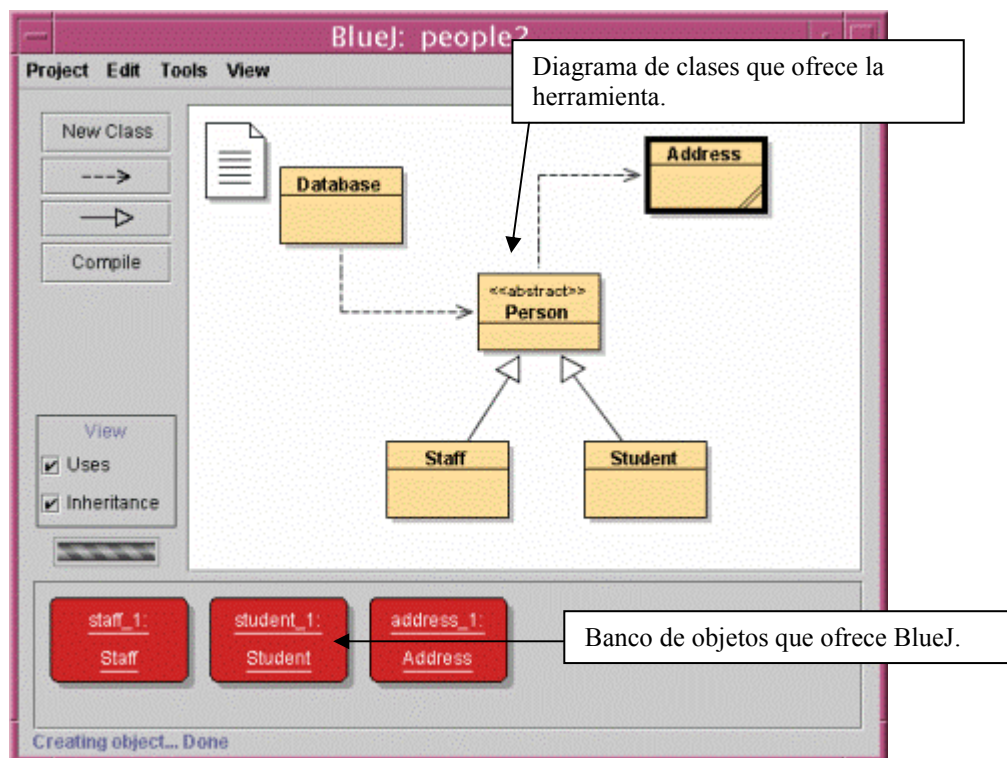 BlueJ: people2
Project Edit Tools View
Diagrama de clases que ofrece la
herramienta.
New Class
Compile
Database
Address
<<abstract>>
Person
Staff
Student
View
Uses
Inheritance
staff_1:
Staff
student_1:
Student
address_1:
Address
Banco de objetos que ofrece BlueJ.
Creating object... Done